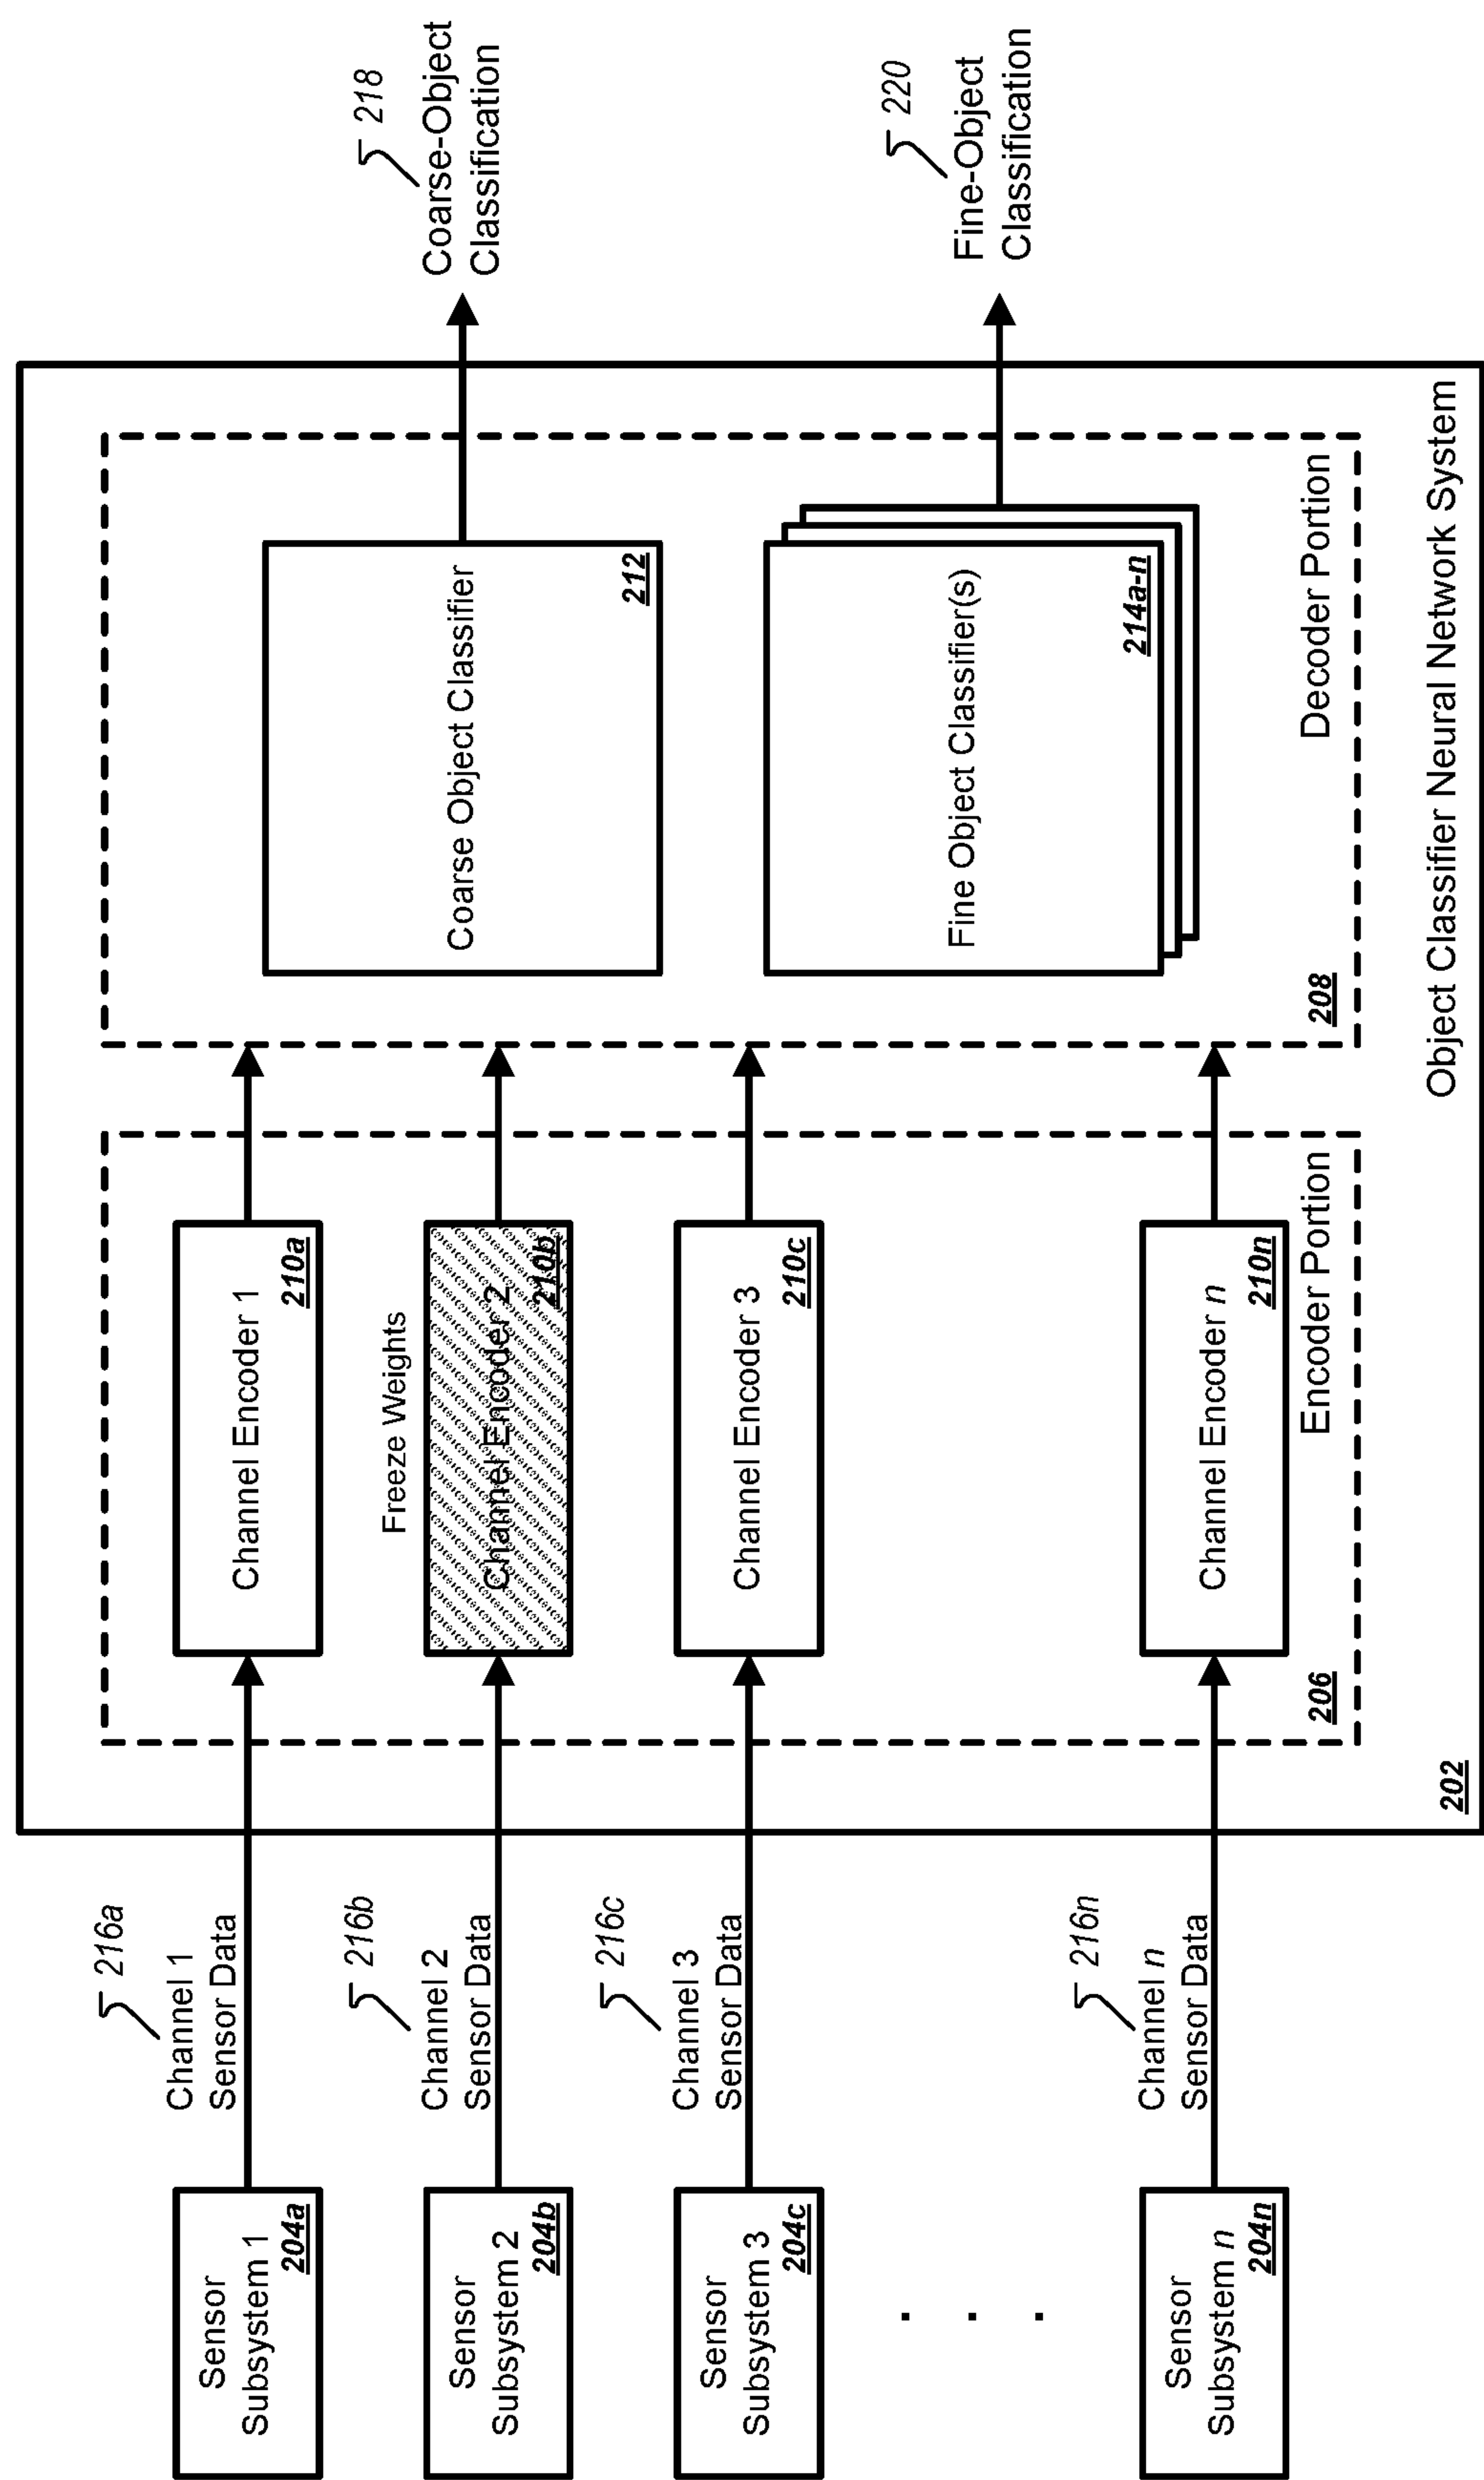 Sensor
Subsystem 1
204a
216a
Channel 1
Sensor Data
Channel Encoder 1
210a
Sensor
Subsystem 2
204b
216b
Channel 2
Sensor Data
Freeze Weights
Channel Encoder 2
210b
Sensor
Subsystem 3
204c
216c
Channel 3
Sensor Data
Channel Encoder 3
210c
. . .
Sensor
Subsystem n
204n
216n
Channel n
Sensor Data
Channel Encoder n
210n
206
Encoder Portion
Coarse Object Classifier
212
Fine Object Classifier(s)
214a-n
208
Decoder Portion
202
Object Classifier Neural Network System
218
Coarse-Object
Classification
220
Fine-Object
Classification